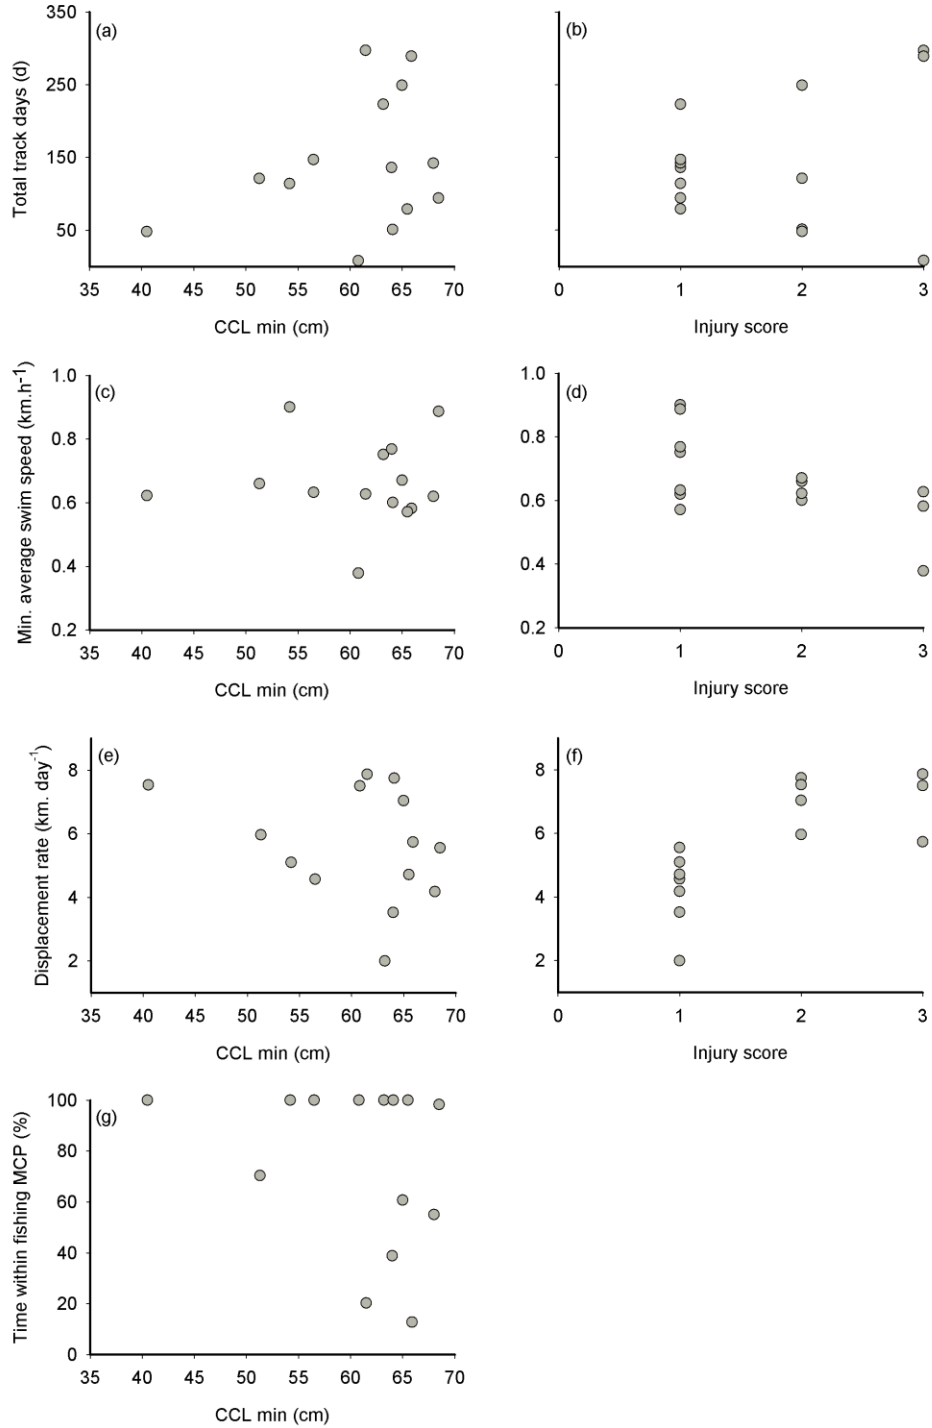 350
(a)
(b)
250
150
50
Total track days (d)
35 40 45 50 55 60 65 70
0 1 2 3
CCL min (cm)
Injury score
1.0
(c)
0.8
0.6
0.4
0.2
Min. average swim speed (km.h-1)
35 40 45 50 55 60 65 70
CCL min (cm)
1.0
(d)
0.8
0.6
0.4
0.2
0 1 2 3
Injury score
(e)
8
6
4
2
Displacement rate (km. day-1)
35 40 45 50 55 60 65 70
CCL min (cm)
(f)
8
6
4
2
0 1 2 3
Injury score
100
(g)
80
60
40
20
0
Time within fishing MCP (%)
35 40 45 50 55 60 65 70
CCL min (cm)